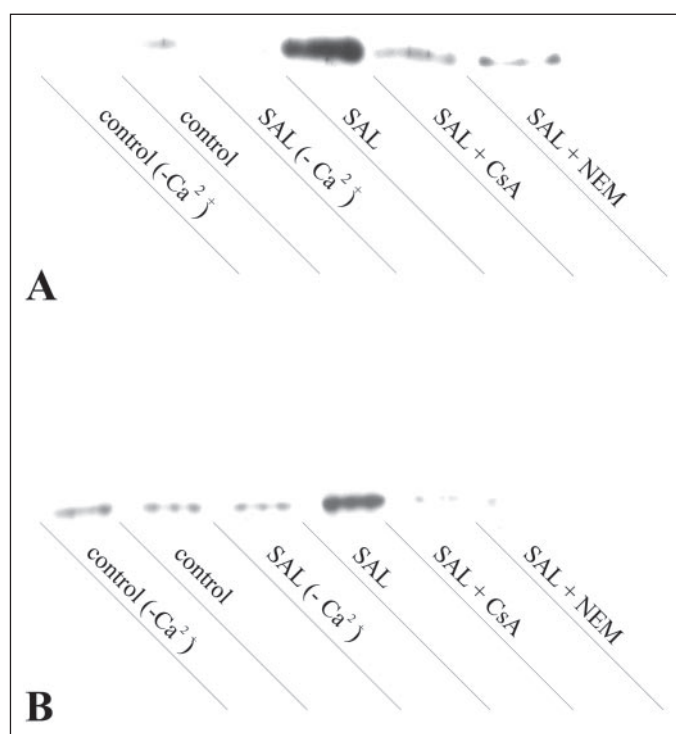 control (-Ca²⁺)
control
SAL (- Ca²⁺)
SAL
SAL + CsA
SAL + NEM
A
control (-Ca²⁺)
control
SAL (- Ca²⁺)
SAL
SAL + CsA
SAL + NEM
B